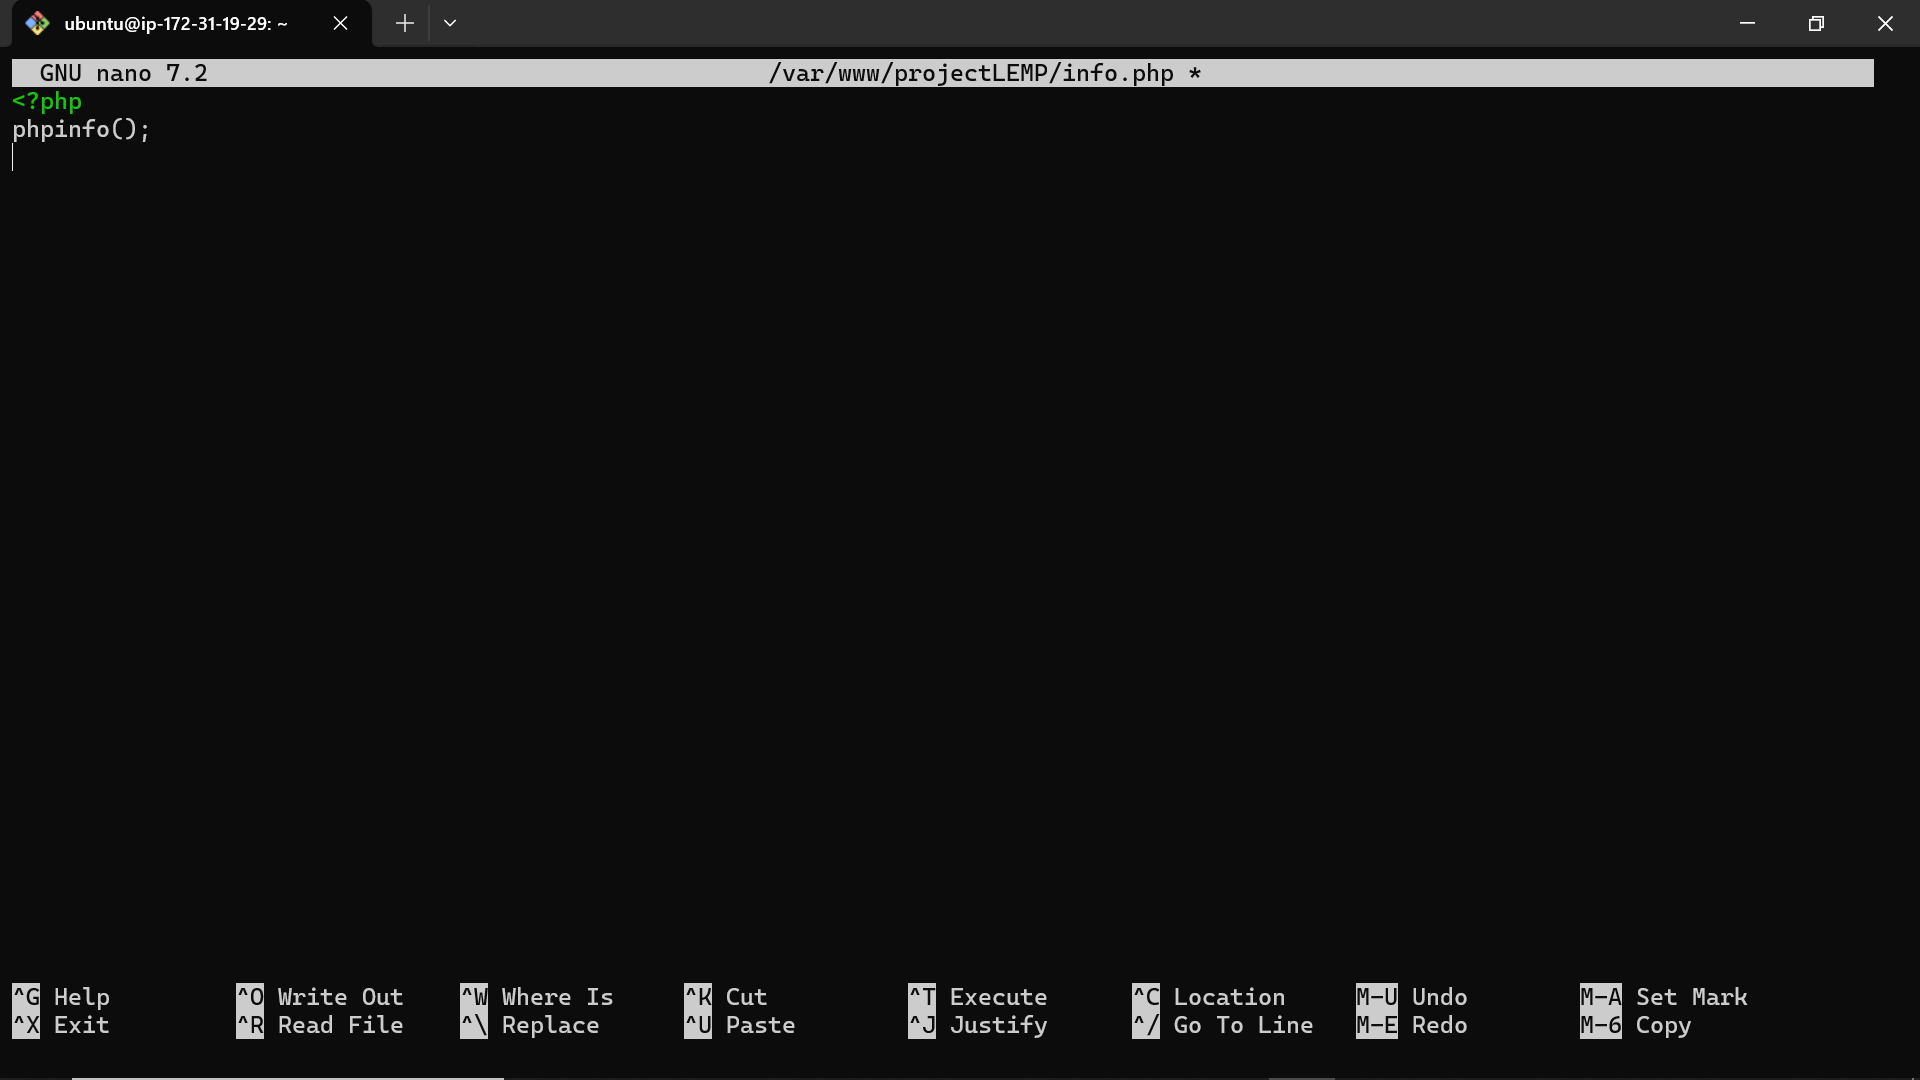 ubuntu@ip-172-31-19-29: ~
GNU nano 7.2 /var/www/projectLEMP/info.php *
<?php
phpinfo();
^G Help ^O Write Out ^W Where Is ^K Cut ^T Execute ^C Location M-U Undo M-A Set Mark
^X Exit ^R Read File ^\ Replace ^U Paste ^J Justify ^/ Go To Line M-E Redo M-6 Copy